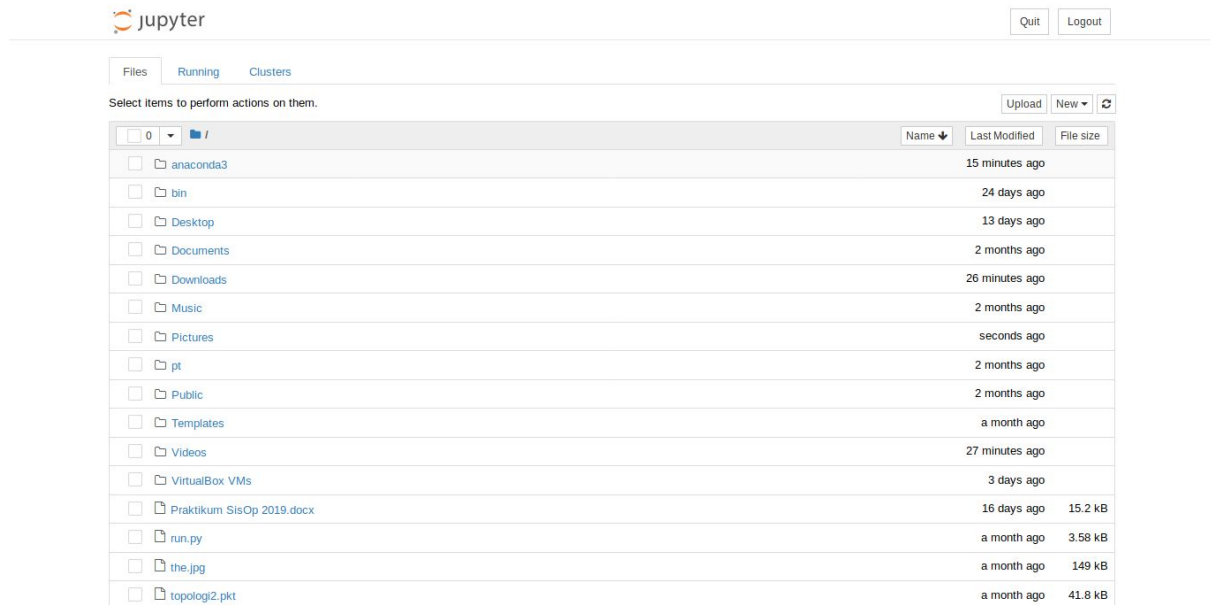 jupyter
Quit Logout
Files Running Clusters
Select items to perform actions on them.
Upload New
0 / Name Last Modified File size
anaconda3 15 minutes ago
bin 24 days ago
Desktop 13 days ago
Documents 2 months ago
Downloads 26 minutes ago
Music 2 months ago
Pictures seconds ago
pt 2 months ago
Public 2 months ago
Templates a month ago
Videos 27 minutes ago
VirtualBox VMs 3 days ago
Praktikum SisOp 2019.docx 16 days ago 15.2 kB
run.py a month ago 3.58 kB
the.jpg a month ago 149 kB
topologi2.pkt a month ago 41.8 kB